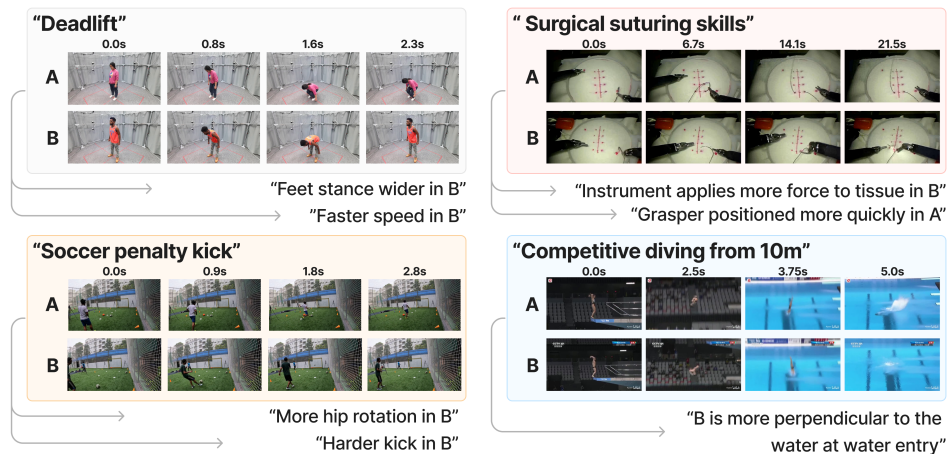 “Deadlift”
0.0s 0.8s 1.6s 2.3s
A
B
“Feet stance wider in B”
“Faster speed in B”
“ Surgical suturing skills”
0.0s 6.7s 14.1s 21.5s
A
B
“Instrument applies more force to tissue in B”
“Grasper positioned more quickly in A”
“Soccer penalty kick”
0.0s 0.9s 1.8s 2.8s
A
B
“More hip rotation in B”
“Harder kick in B”
“Competitive diving from 10m”
0.0s 2.5s 3.75s 5.0s
A
B
“B is more perpendicular to the
water at water entry”